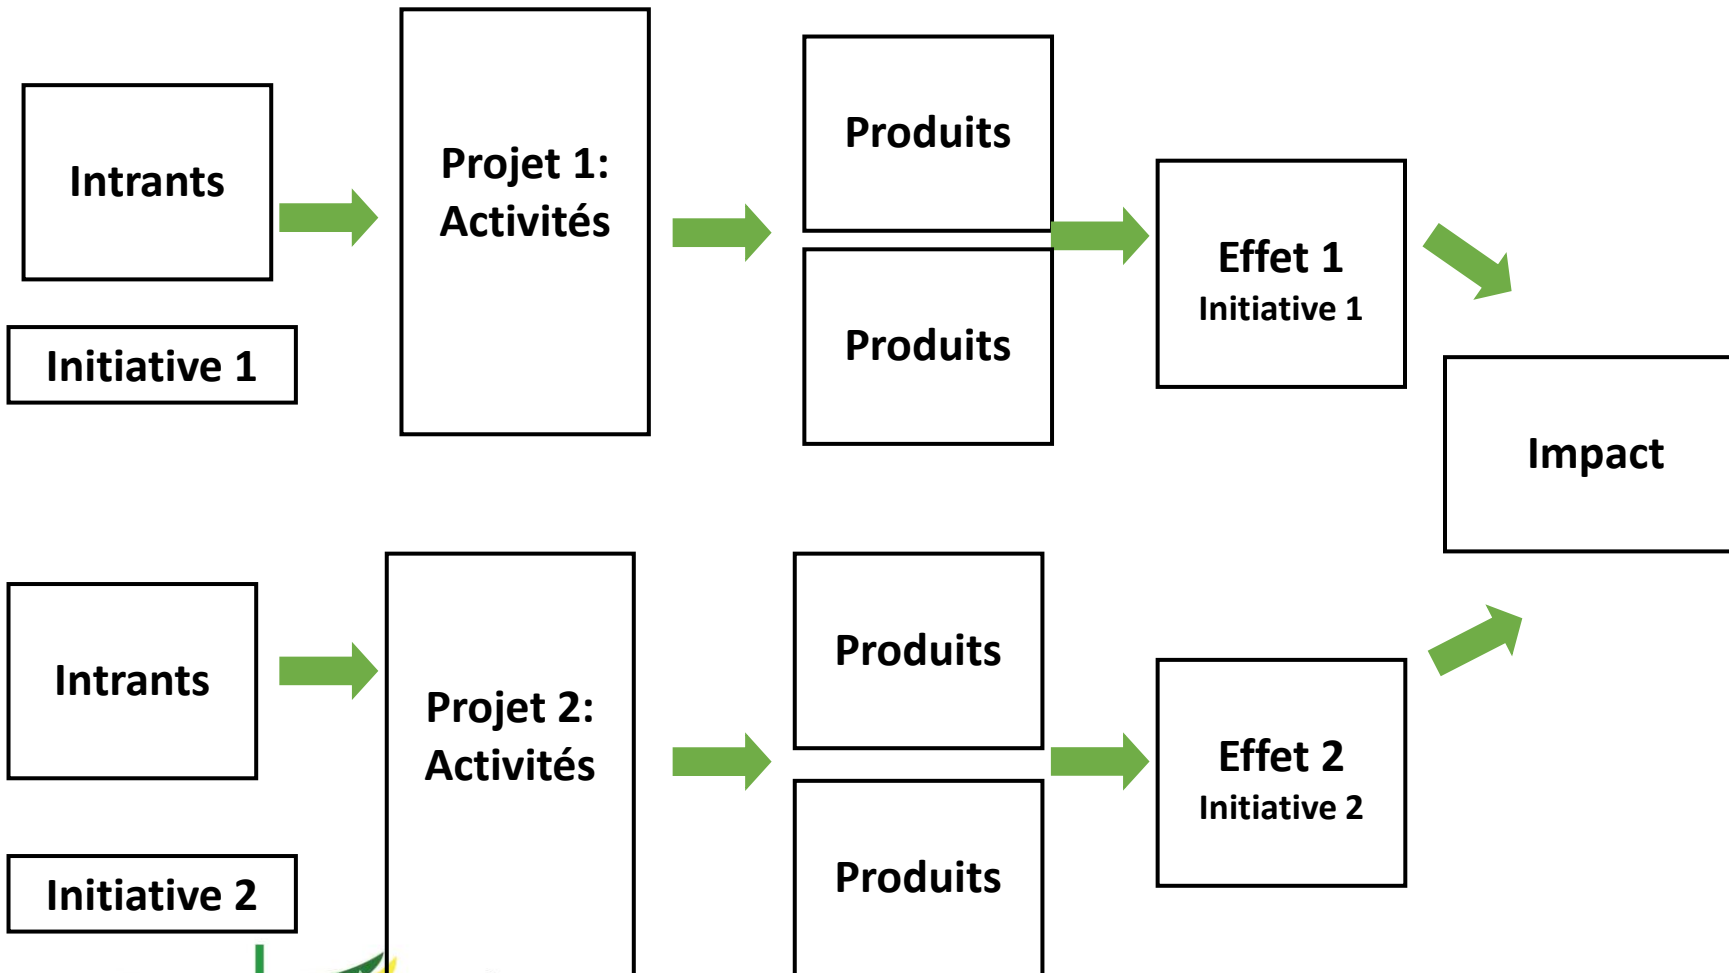 Intrants
Initiative 1
Projet 1:
Activités
Produits
Produits
Effet 1
Initiative 1
Impact
Intrants
Initiative 2
Projet 2:
Activités
Produits
Produits
Effet 2
Initiative 2